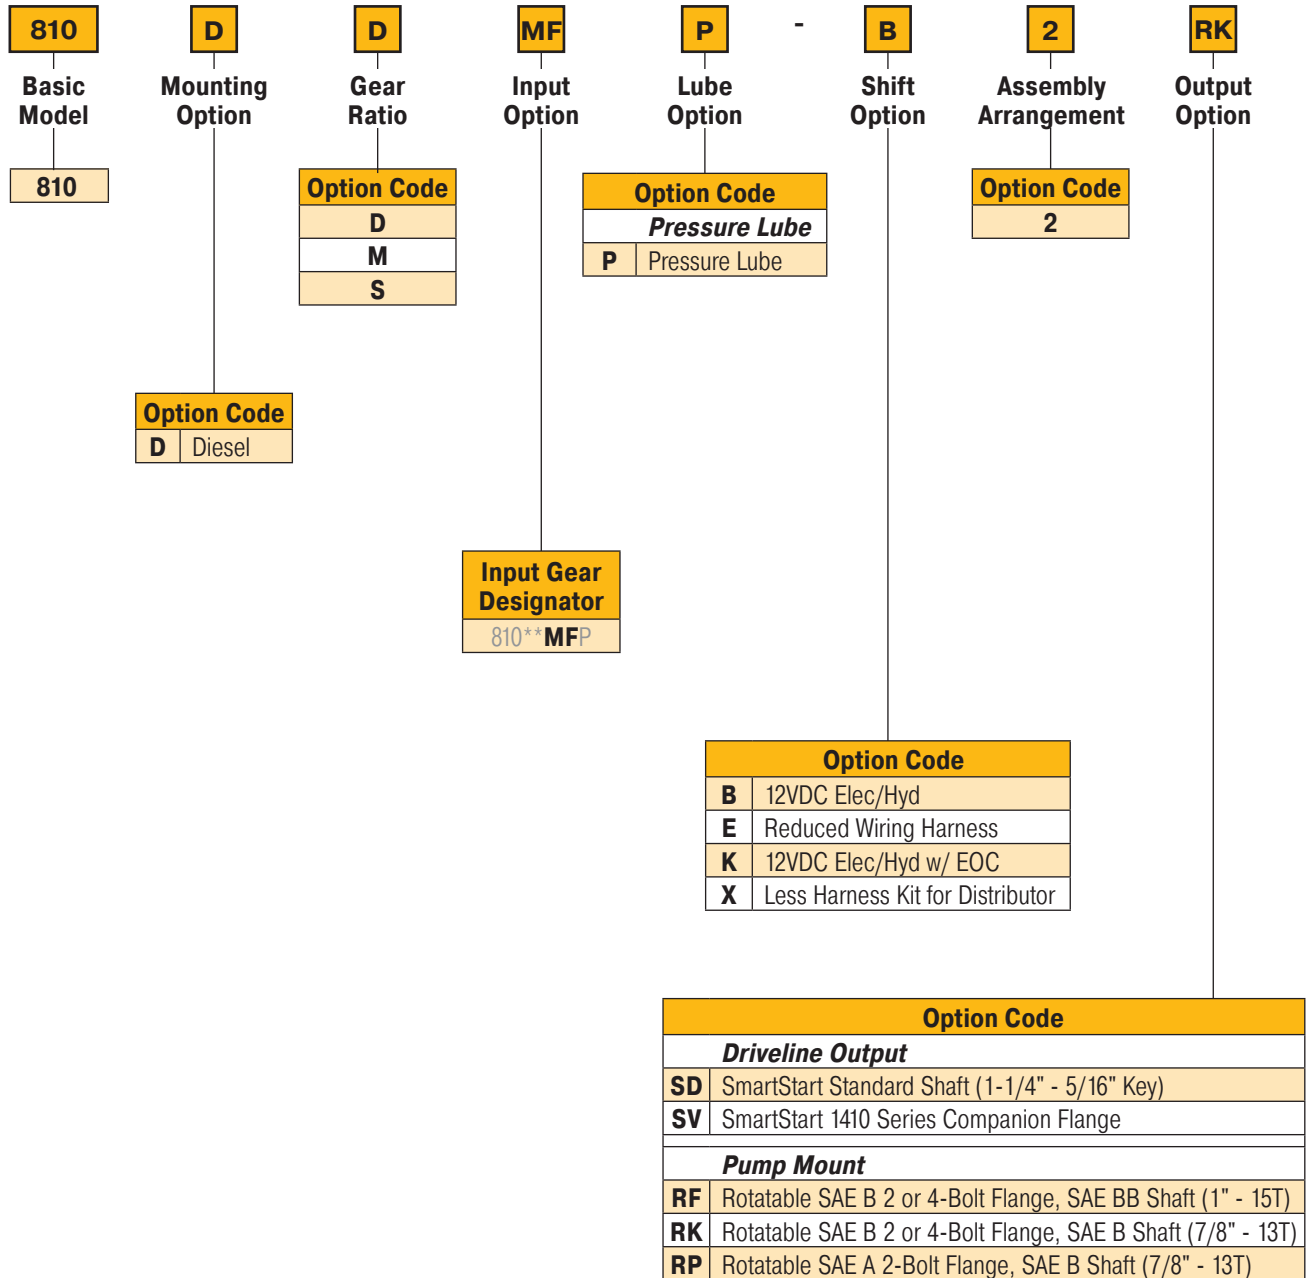 810 D D MF P - B 2 RK
Basic Model
Mounting Option
Gear Ratio
Input Option
Lube Option
Shift Option
Assembly Arrangement
Output Option
810
Option Code
D
M
S
Option Code
Pressure Lube
P Pressure Lube
Option Code
2
Option Code
D Diesel
Input Gear
Designator
810**MFP
Option Code
B 12VDC Elec/Hyd
E Reduced Wiring Harness
K 12VDC Elec/Hyd w/ EOC
X Less Harness Kit for Distributor
Option Code
Driveline Output
SD SmartStart Standard Shaft (1-1/4" - 5/16" Key)
SV SmartStart 1410 Series Companion Flange
Pump Mount
RF Rotatable SAE B 2 or 4-Bolt Flange, SAE BB Shaft (1" - 15T)
RK Rotatable SAE B 2 or 4-Bolt Flange, SAE B Shaft (7/8" - 13T)
RP Rotatable SAE A 2-Bolt Flange, SAE B Shaft (7/8" - 13T)